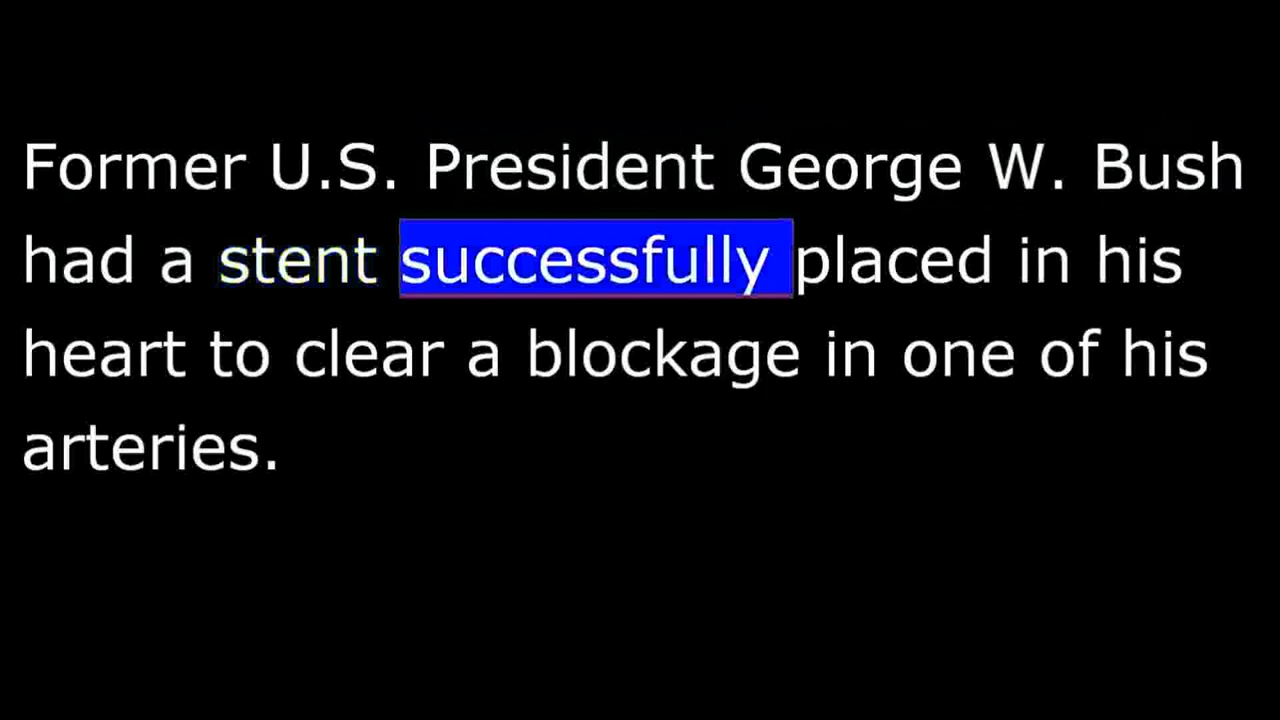 Former U.S. President George W. Bush
had a stent successfully placed in his
heart to clear a blockage in one of his
arteries.